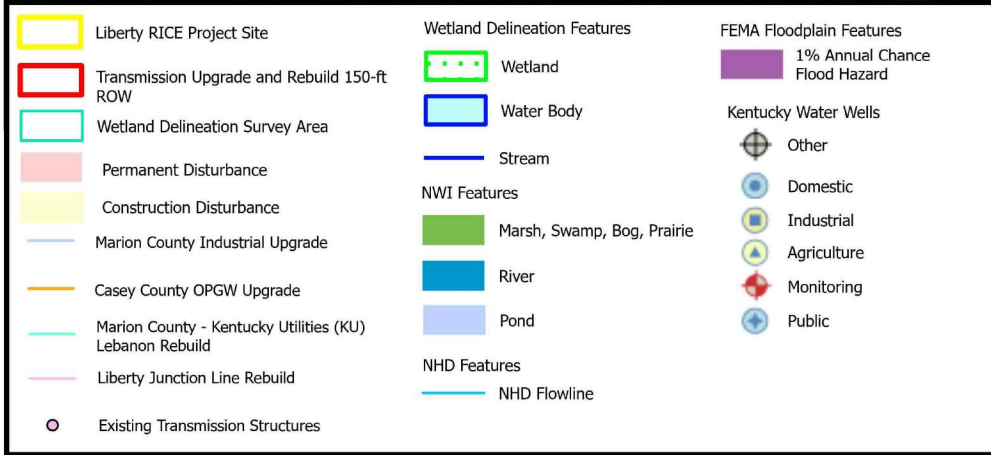 Liberty RICE Project Site
Transmission Upgrade and Rebuild 150-ft
ROW
Wetland Delineation Survey Area
Permanent Disturbance
Construction Disturbance
Marion County Industrial Upgrade
Casey County OPGW Upgrade
Marion County - Kentucky Utilities (KU)
Lebanon Rebuild
Liberty Junction Line Rebuild
Existing Transmission Structures
Wetland Delineation Features
Wetland
Water Body
Stream
NWI Features
Marsh, Swamp, Bog, Prairie
River
Pond
NHD Features
NHD Flowline
FEMA Floodplain Features
1% Annual Chance
Flood Hazard
Kentucky Water Wells
Other
Domestic
Industrial
Agriculture
Monitoring
Public